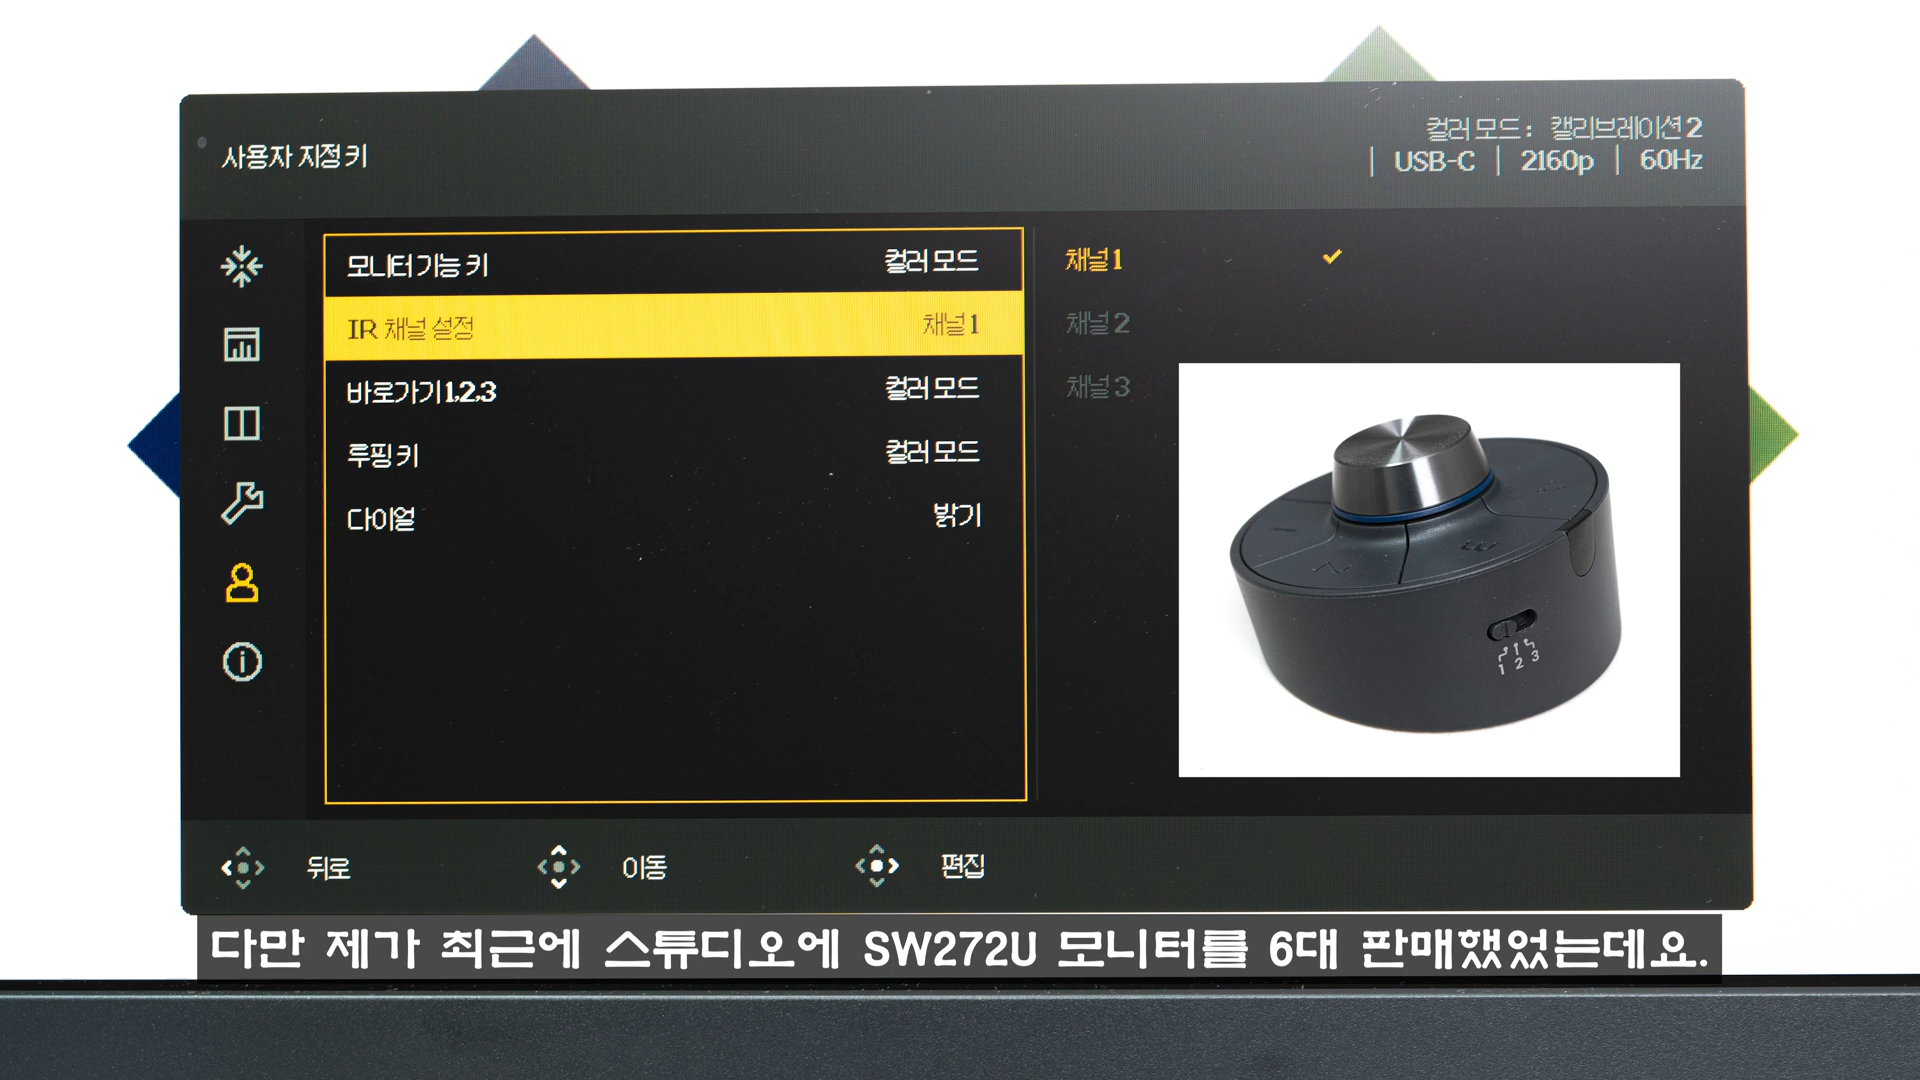 사용자 지정 키
컬러 모드: 캘리브레이션 2
| USB-C | 2160p | 60Hz
모니터 기능 키 컬러 모드
IR 채널 설정 채널 1
바로가기 1,2,3 컬러 모드
루핑 키 컬러 모드
다이얼 밝기
채널 1
채널 2
채널 3
1 2 3
뒤로 이동 편집
다만 제가 최근에 스튜디오에 SW272U 모니터를 6대 판매했었는데요.